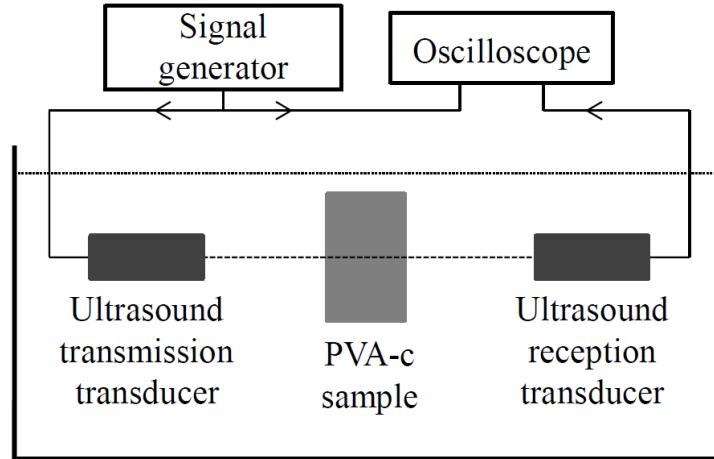 Signal
generator
Oscilloscope
Ultrasound
transmission
transducer
PVA-c
sample
Ultrasound
reception
transducer